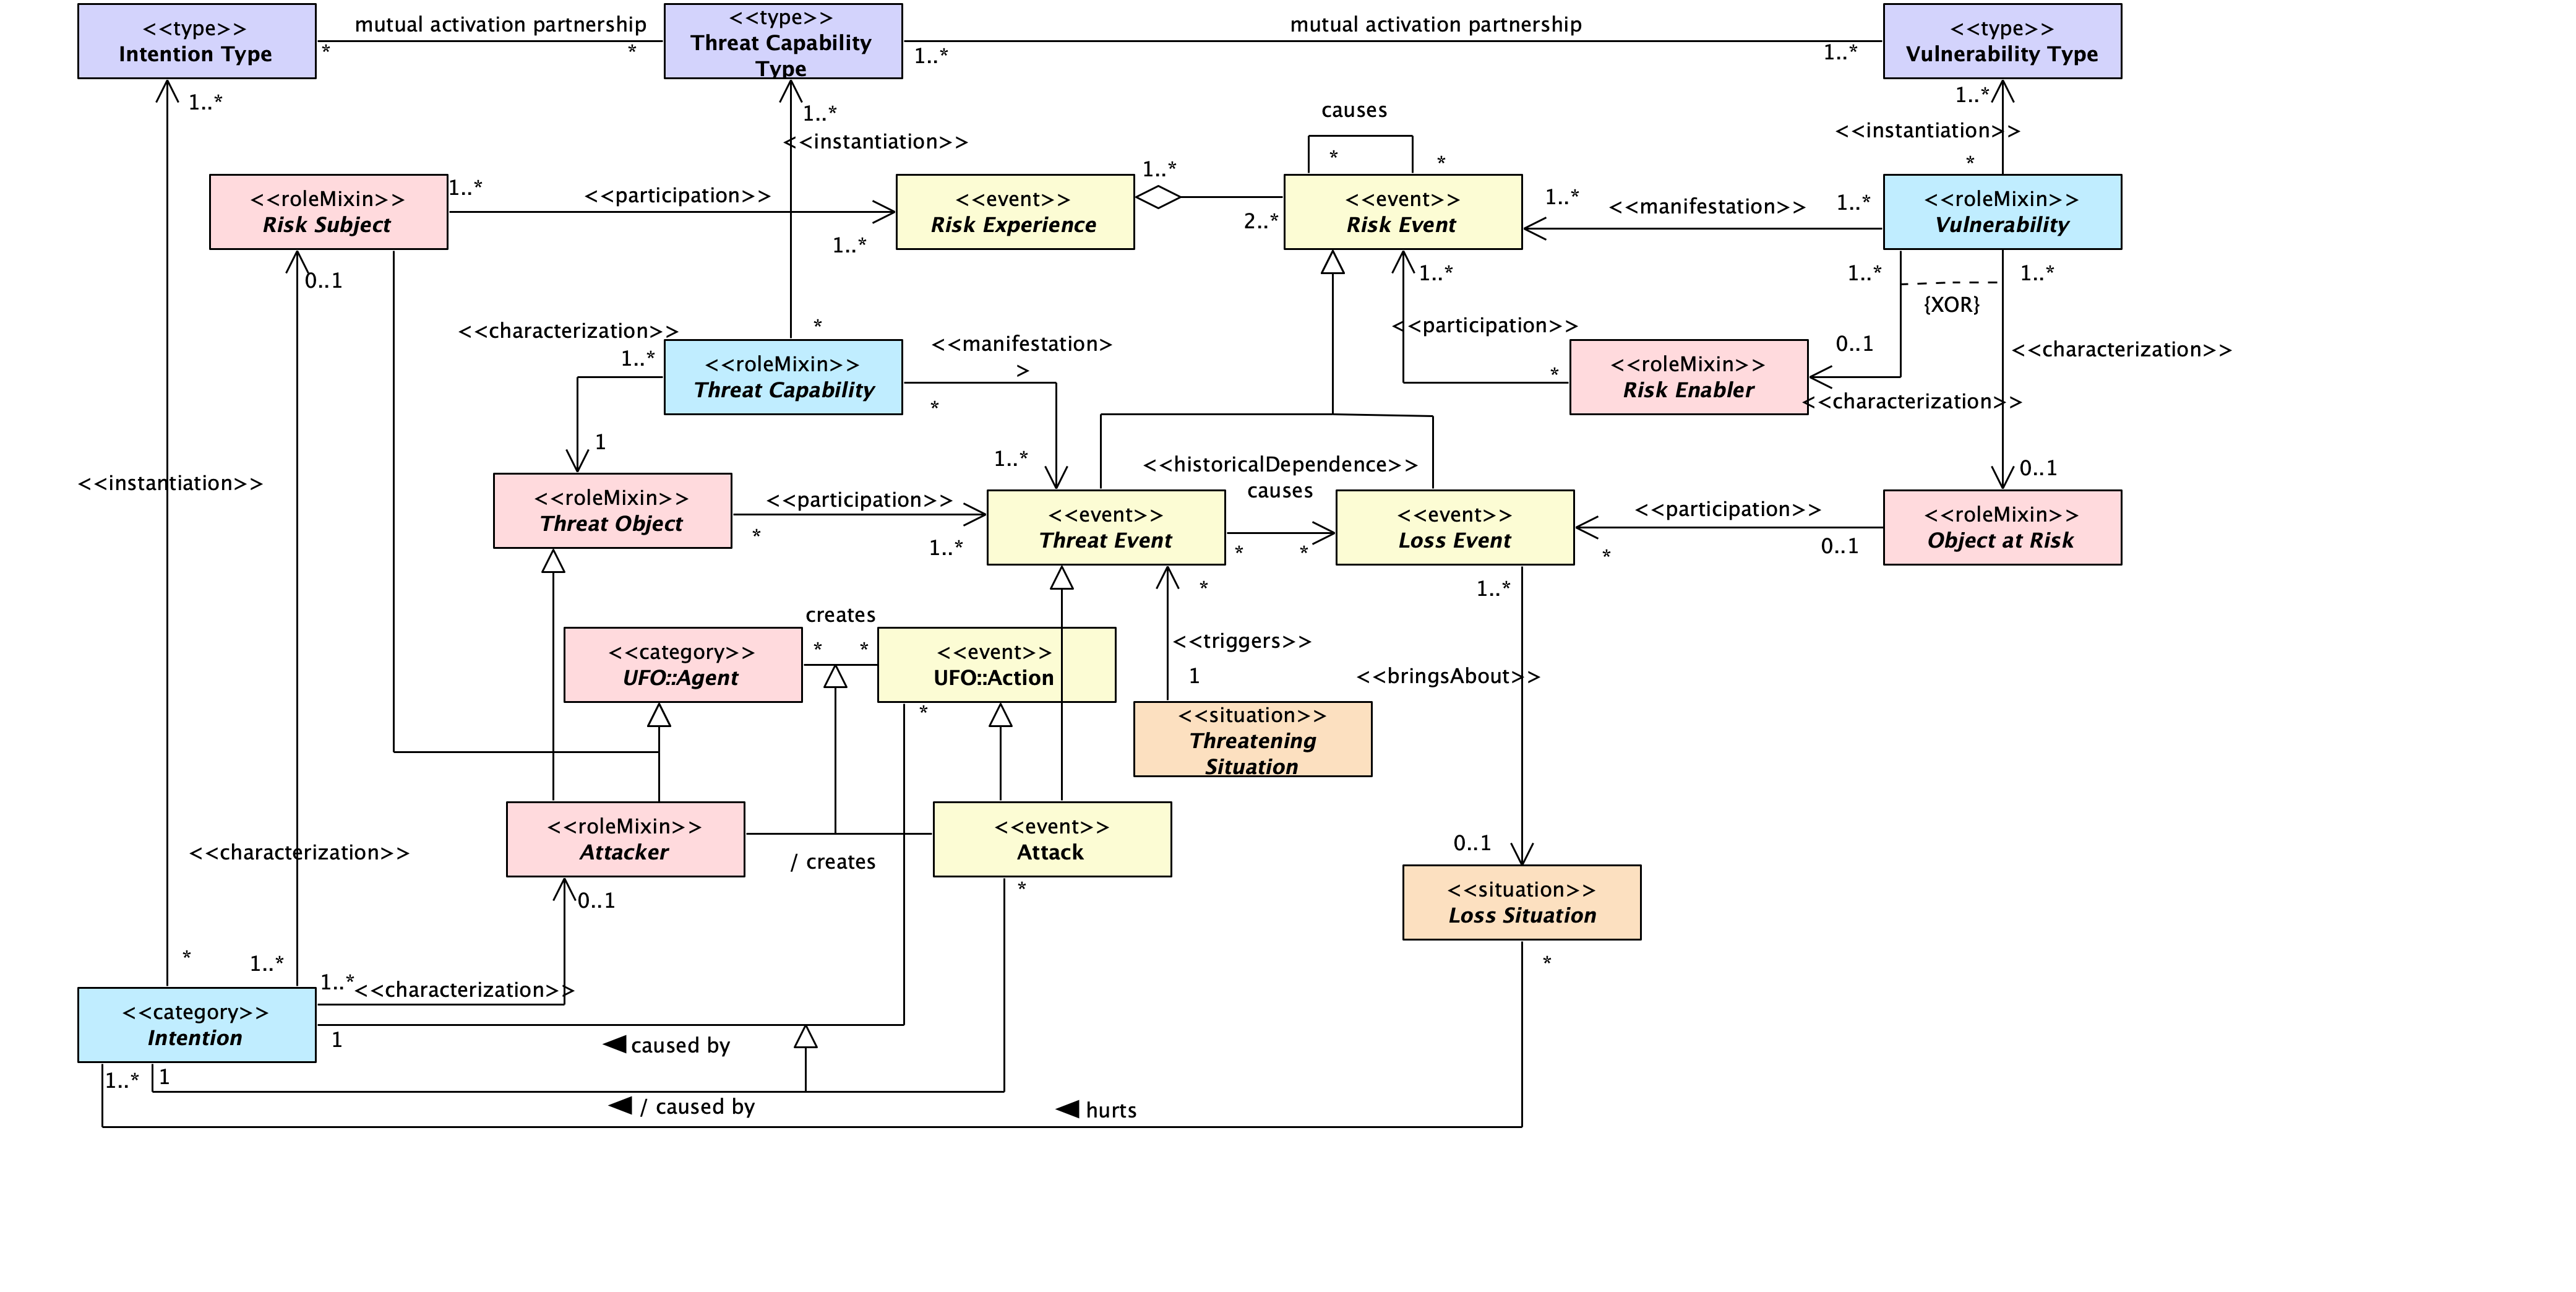 <<type>>
Intention Type
mutual activation partnership
*
*
<<type>>
Threat Capability
Type
mutual activation partnership
1..*
1..*
<<type>>
Vulnerability Type
1..*
1..*
<<instantiation>>
causes
*
*
1..*
<<instantiation>>
*
<<roleMixin>>
Risk Subject
1..*
<<participation>>
1..*
<<event>>
Risk Experience
1..*
2..*
<<event>>
Risk Event
1..*
<<manifestation>>
1..*
<<roleMixin>>
Vulnerability
0..1
1..*
1..*
1..*
{XOR}
<<characterization>>
1..*
*
<<roleMixin>>
Threat Capability
<<manifestation>
>
*
<<participation>>
*
<<roleMixin>>
Risk Enabler
0..1
<<characterization>>
<<characterization>>
1
1..*
<<historicalDependence>>
causes
0..1
<<instantiation>>
<<roleMixin>>
Threat Object
<<participation>>
*
1..*
<<event>>
Threat Event
*
*
<<event>>
Loss Event
<<participation>>
*
0..1
<<roleMixin>>
Object at Risk
*
1..*
creates
<<category>>
UFO::Agent
*
*
<<event>>
UFO::Action
*
<<triggers>>
1
<<bringsAbout>>
<<situation>>
Threatening
Situation
<<roleMixin>>
Attacker
/ creates
<<event>>
Attack
0..1
<<characterization>>
0..1
*
<<situation>>
Loss Situation
*
1..*
1..*
<<characterization>>
*
<<category>>
Intention
1
caused by
1..*
1
/ caused by
hurts